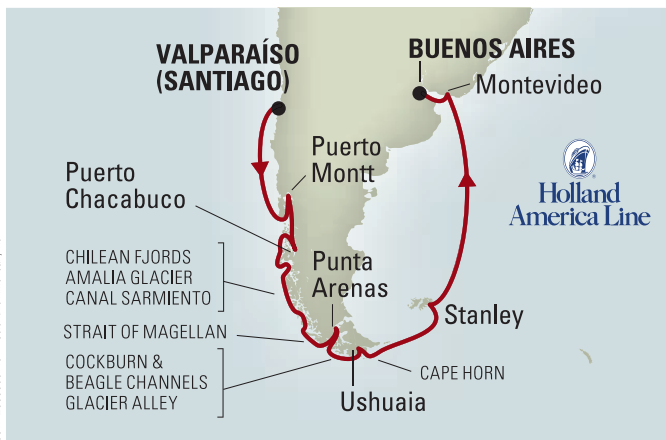 VALPARAÍSO
(SANTIAGO)
BUENOS AIRES
Montevideo
Puerto
Montt
Puerto
Chacabuco
Holland
America Line
®
CHILEAN FJORDS
AMALIA GLACIER
CANAL SARMIENTO
Punta
Arenas
Stanley
STRAIT OF MAGELLAN
COCKBURN &
BEAGLE CHANNELS
GLACIER ALLEY
CAPE HORN
Ushuaia